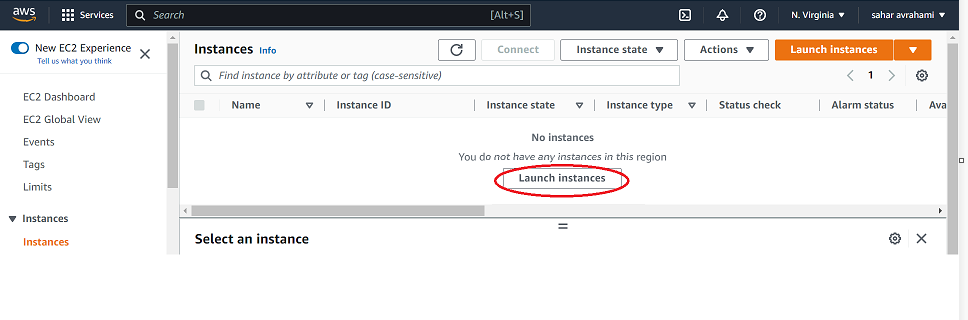 aws Services Search [Alt+S] N. Virginia sahar avrahami
New EC2 Experience
Tell us what you think
EC2 Dashboard
EC2 Global View
Events
Tags
Limits
Instances
Instances
Instances Info Connect Instance state Actions Launch instances
Find instance by attribute or tag (case-sensitive) 1
Name Instance ID Instance state Instance type Status check Alarm status Ava
No instances
You do not have any instances in this region
Launch instances
Select an instance